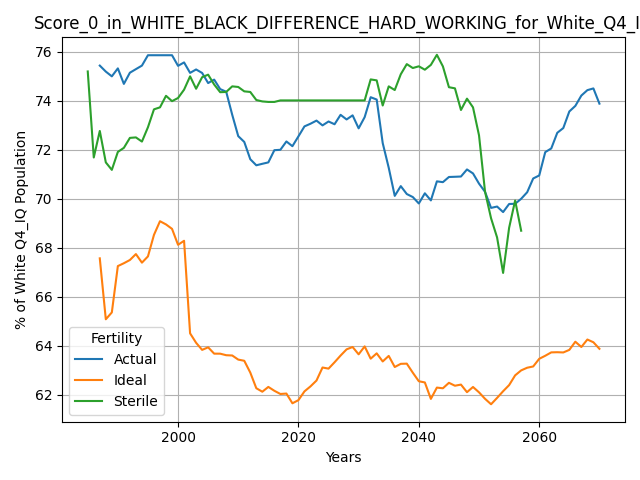 Score_0_in_WHITE_BLACK_DIFFERENCE_HARD_WORKING_for_White_Q4_I
% of White Q4_IQ Population
76
74
72
70
68
66
64
62
Fertility
Actual
Ideal
Sterile
2000
2020
2040
2060
Years